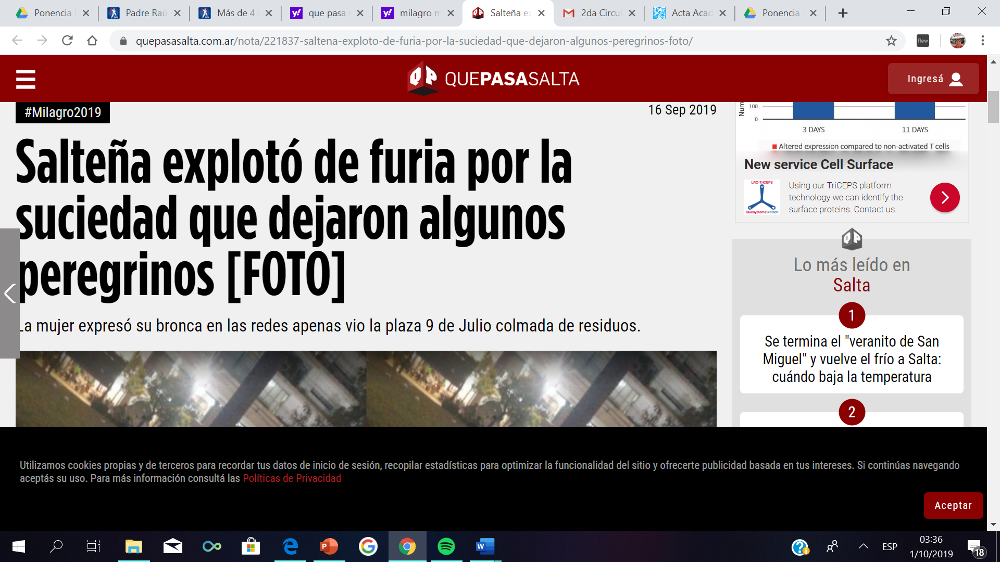 Ponencia
Padre Raú
Más de 4
que pasa
milagro m
Salteña e
2da Circul
Acta Acad
Ponencia
quepasasalta.com.ar/nota/221837-saltena-exploto-de-furia-por-la-suciedad-que-dejaron-algunos-peregrinos-foto/
flow
QP QUEPASASALTA
Ingresá
#Milagro2019
16 Sep 2019
Salteña explotó de furia por la
suciedad que dejaron algunos
peregrinos [FOTO]
La mujer expresó su bronca en las redes apenas vio la plaza 9 de Julio colmada de residuos.
Num
100
0
3 DAYS
11 DAYS
Altered expression compared to non-activated T cells
New service Cell Surface
LRC-TriCEPS
DualsystemsBiotech
Using our TriCEPS platform
technology we can identify the
surface proteins. Contact us.
QP
Lo más leído en
Salta
1
Se termina el "veranito de San
Miguel" y vuelve el frío a Salta:
cuándo baja la temperatura
2
Utilizamos cookies propias y de terceros para recordar tus datos de inicio de sesión, recopilar estadísticas para optimizar la funcionalidad del sitio y ofrecerte publicidad basada en tus intereses. Si continúas navegando
aceptás su uso. Para más información consultá las Políticas de Privacidad
Aceptar
ESP
03:36
1/10/2019
18